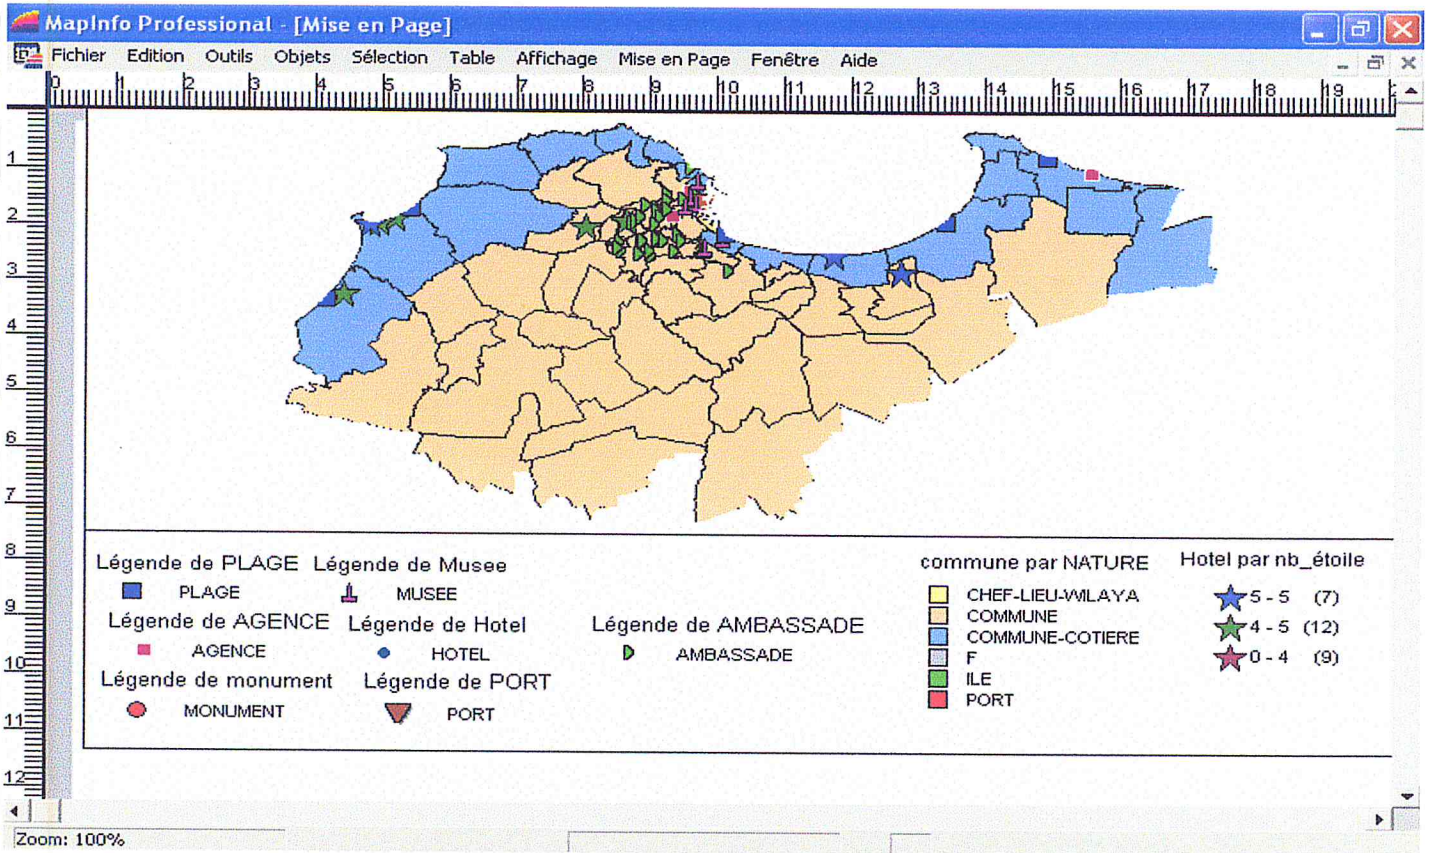 MapInfo Professional - [Mise en Page]
Fichier Edition Outils Objets Sélection Table Affichage Mise en Page Fenêtre Aide
0 1 2 3 4 5 6 7 8 9 10 11 12 13 14 15 16 17 18 19
1
2
3
4
5
6
7
8
9
10
11
12
Légende de PLAGE Légende de Musee
PLAGE MUSEE
Légende de AGENCE Légende de Hotel Légende de AMBASSADE
AGENCE HOTEL AMBASSADE
Légende de monument Légende de PORT
MONUMENT PORT
commune par NATURE
CHEF-LIEU-WILAYA
COMMUNE
COMMUNE-COTIERE
F
ILE
PORT
Hotel par nb_étoile
5 - 5 (7)
4 - 5 (12)
0 - 4 (9)
Zoom: 100%